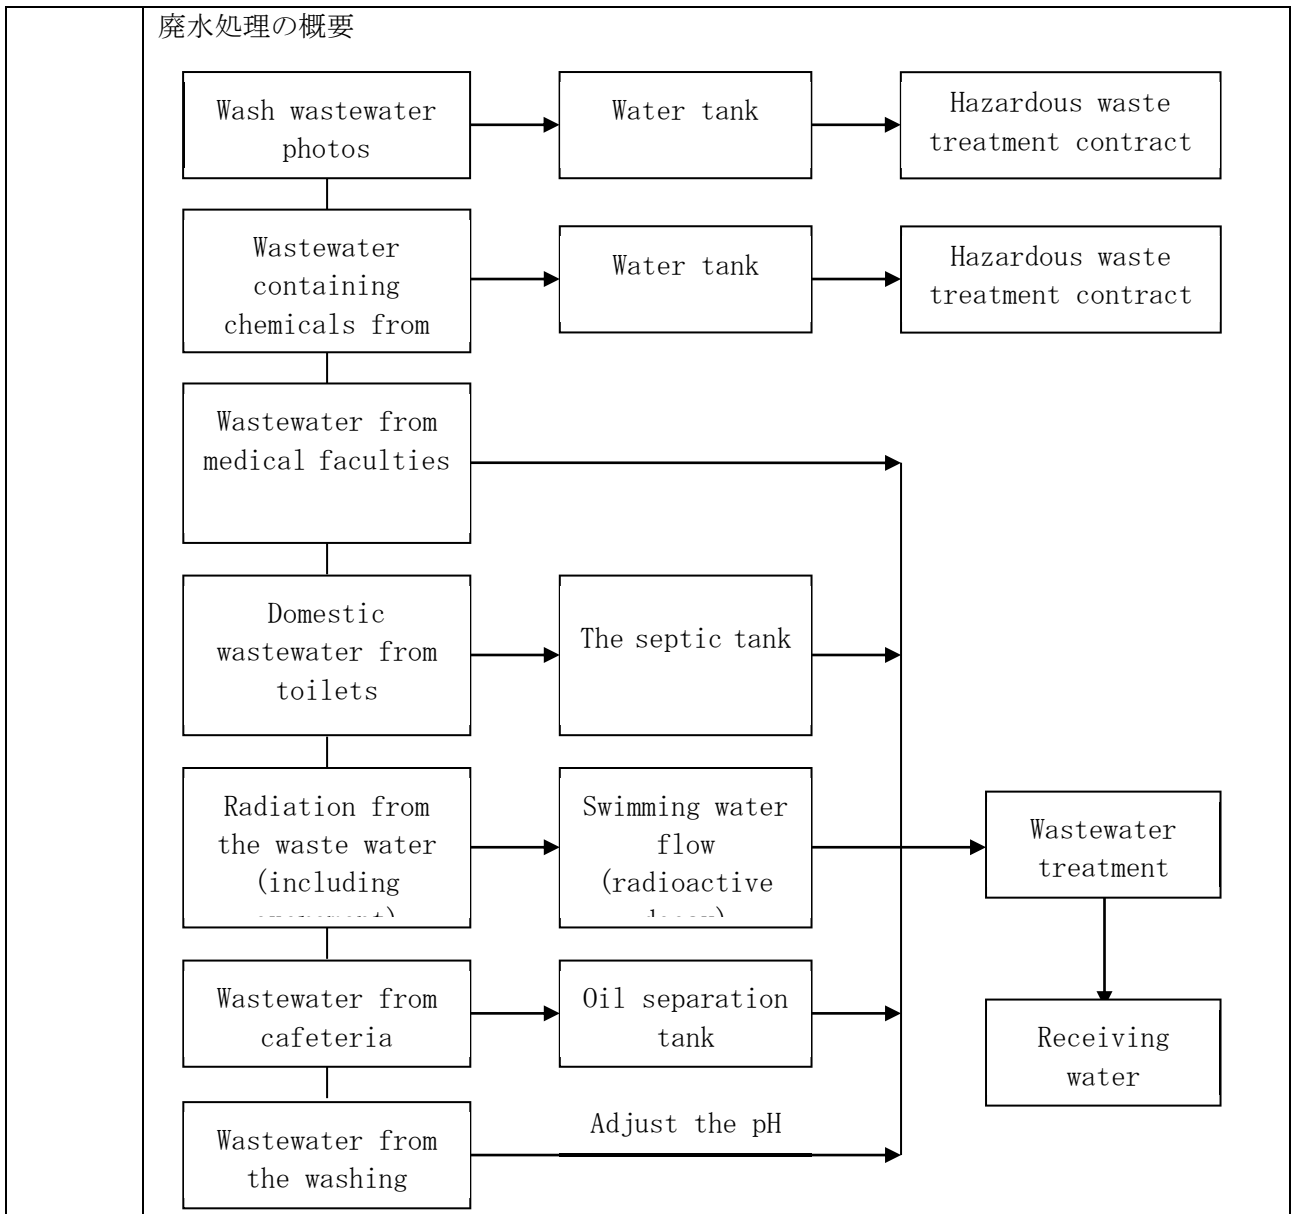 廃水処理の概要
Wash wastewater
photos
Water tank
Hazardous waste
treatment contract
Wastewater
containing
chemicals from
Water tank
Hazardous waste
treatment contract
Wastewater from
medical faculties
Domestic
wastewater from
toilets
The septic tank
Radiation from
the waste water
(including
Swimming water
flow
(radioactive
Wastewater
treatment
Wastewater from
cafeteria
Oil separation
tank
Receiving
water
Wastewater from
the washing
Adjust the pH